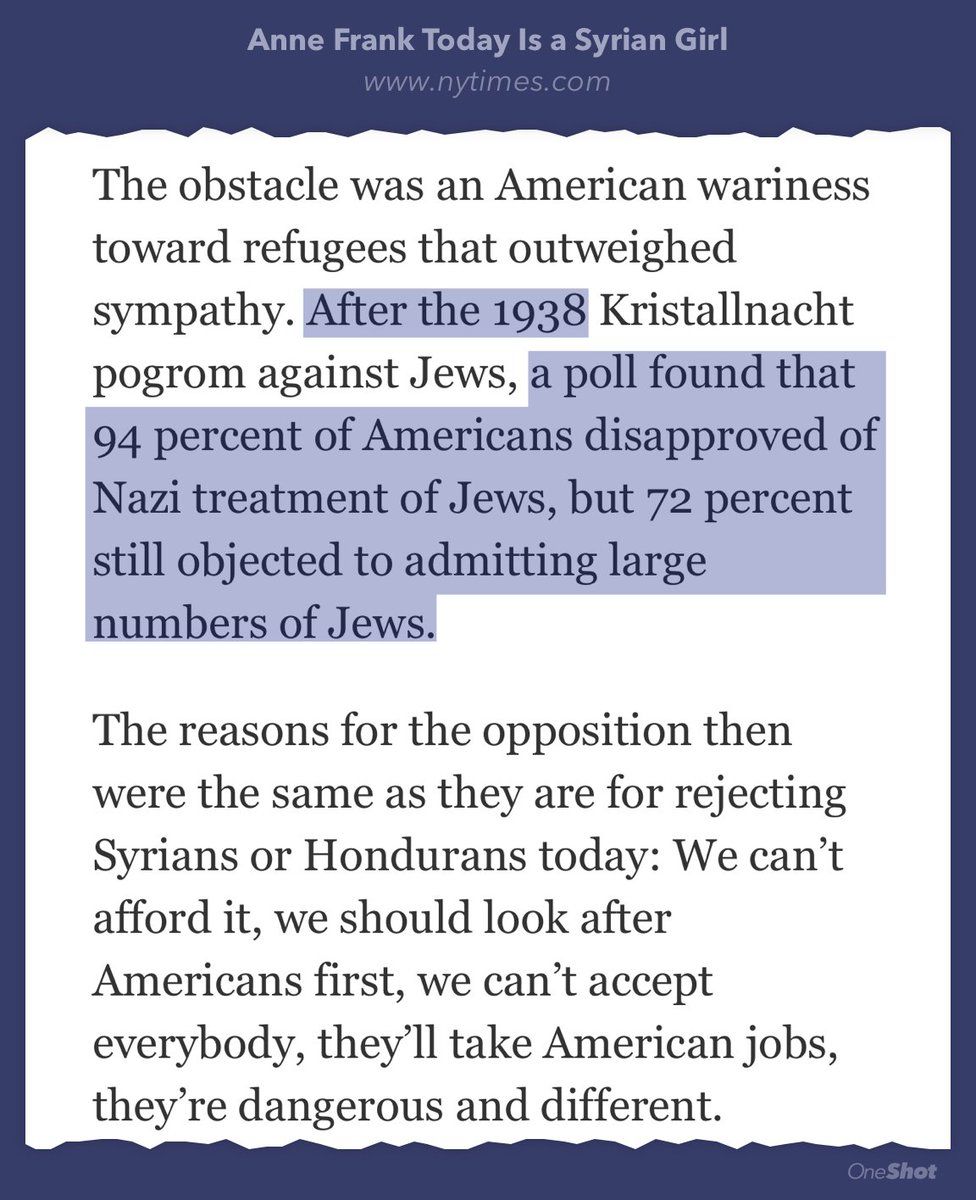 Anne Frank Today Is a Syrian Girl
www.nytimes.com
The obstacle was an American wariness
toward refugees that outweighed
sympathy. After the 1938 Kristallnacht
pogrom against Jews, a poll found that
94 percent of Americans disapproved of
Nazi treatment of Jews, but 72 percent
still objected to admitting large
numbers of Jews.
The reasons for the opposition then
were the same as they are for rejecting
Syrians or Hondurans today: We can’t
afford it, we should look after
Americans first, we can’t accept
everybody, they’ll take American jobs,
they’re dangerous and different.
OneShot